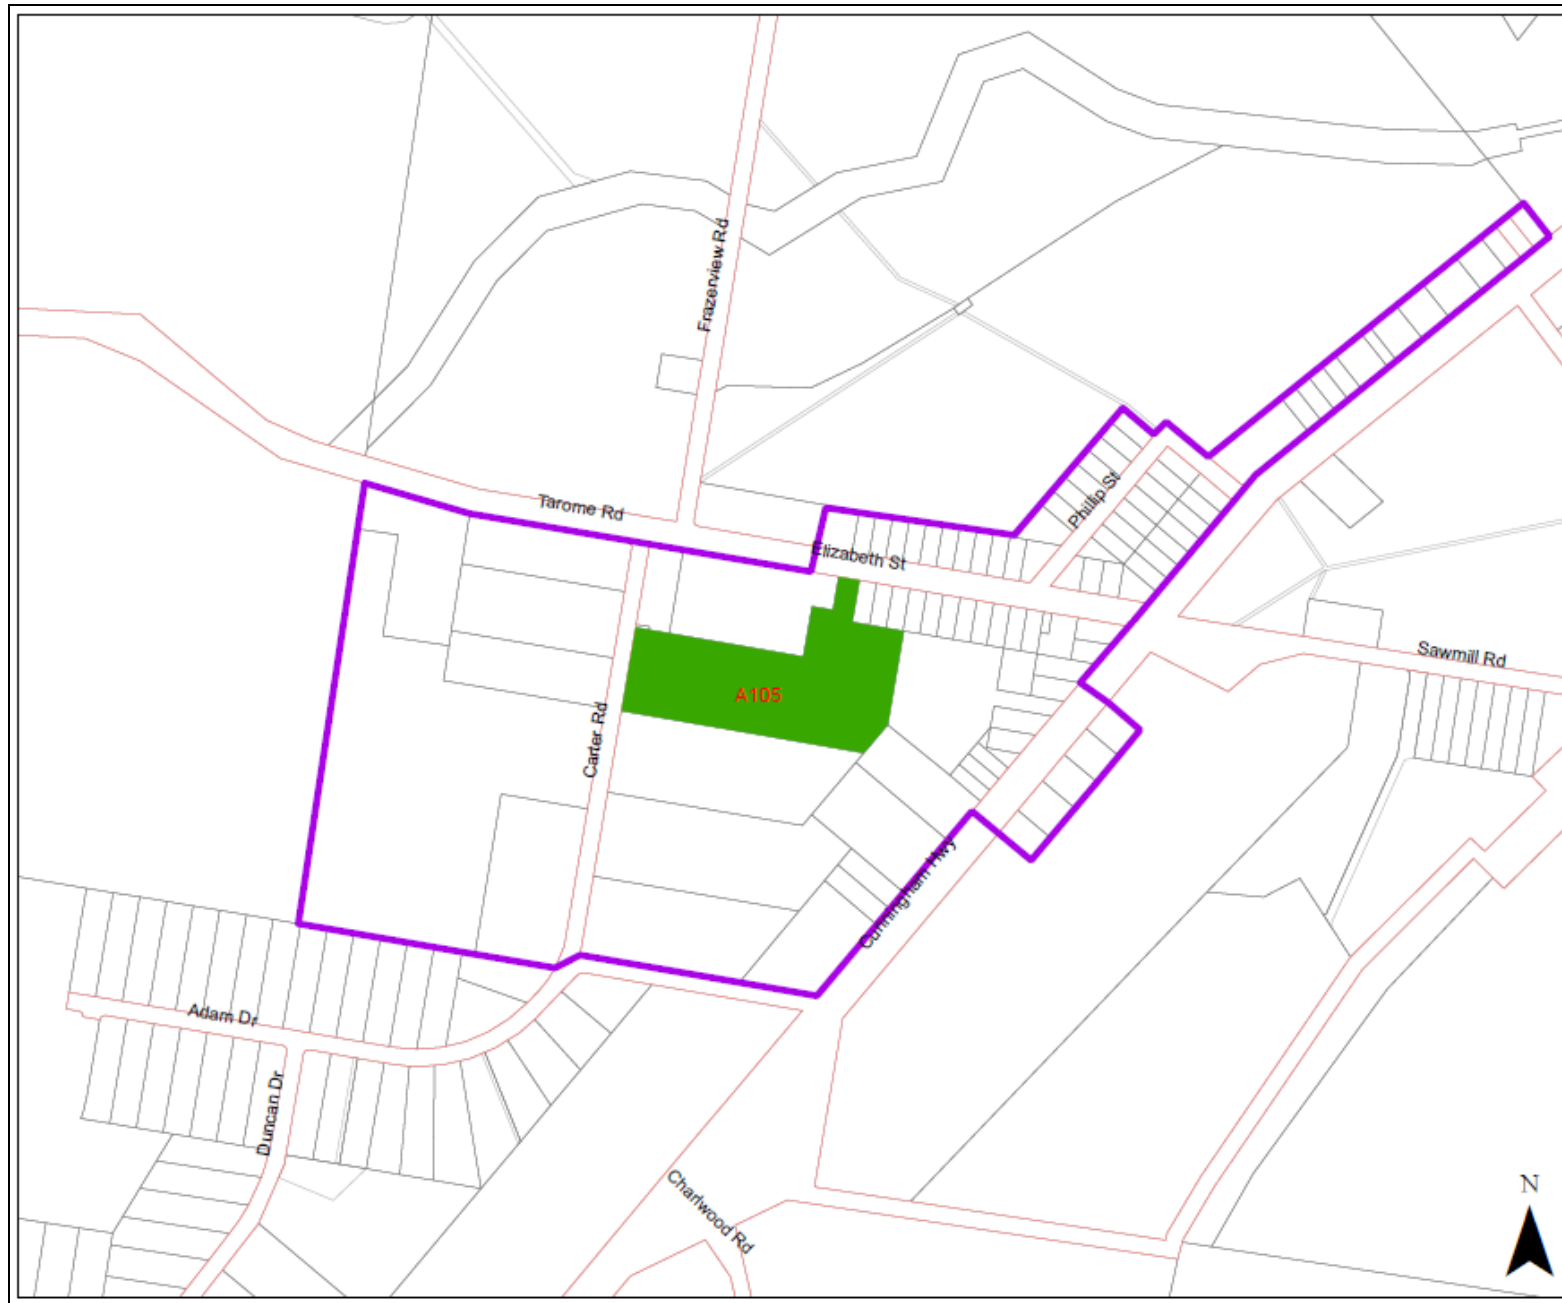 Frazerview Rd
Tarome Rd
Elizabeth St
Phillip St
Sawmill Rd
A105
Carter Rd
Cunningham Hwy
Adam Dr
Duncan Dr
Charlwood Rd
N